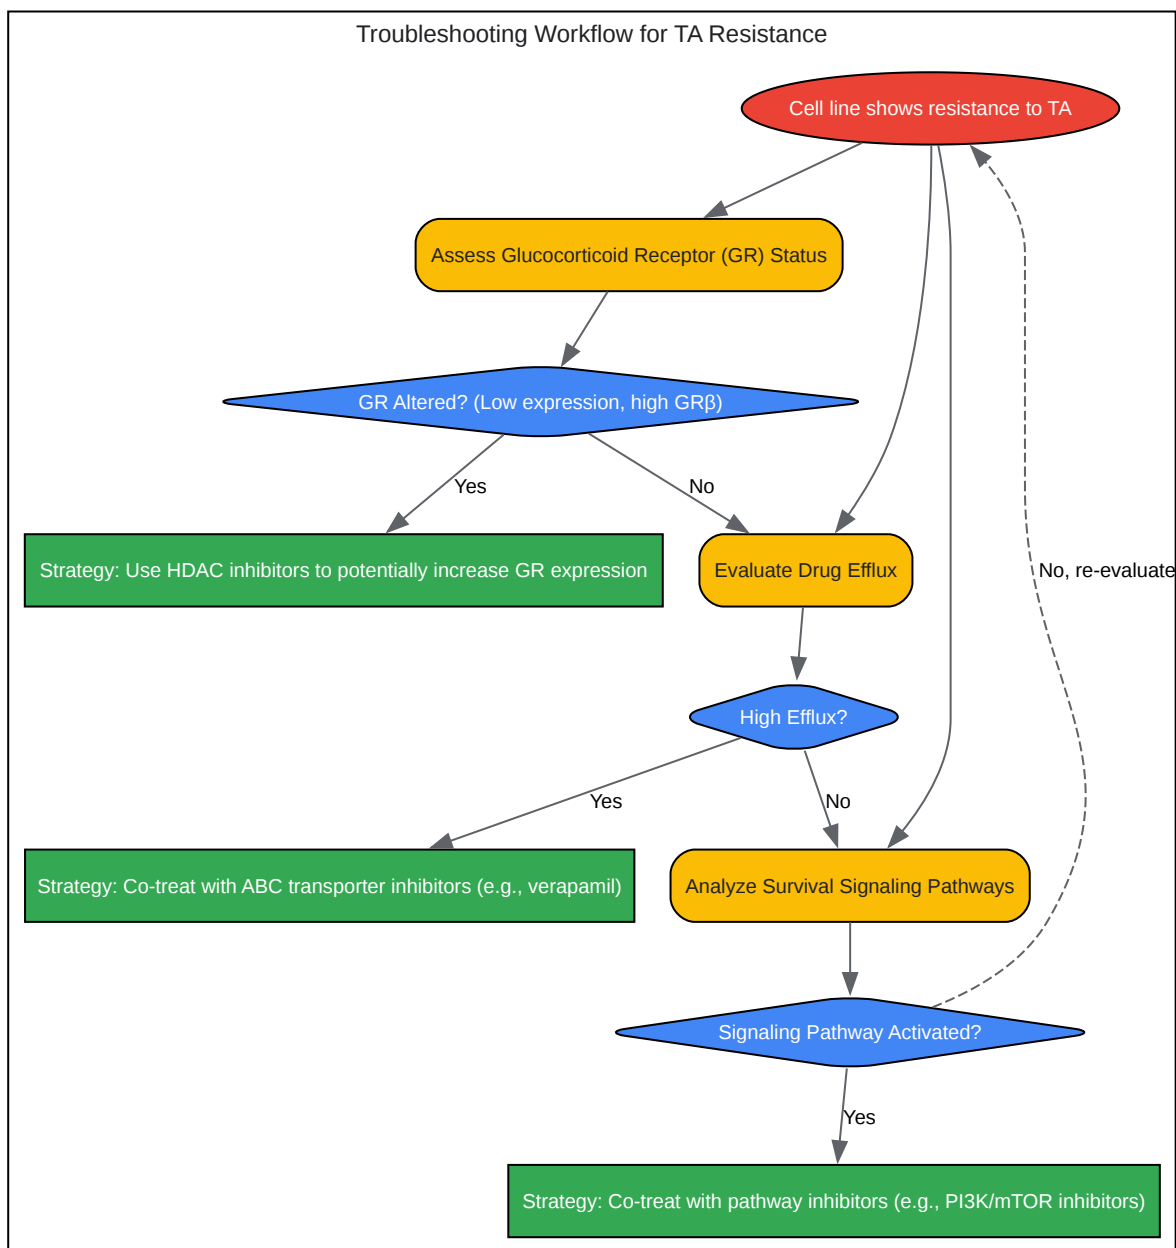 Troubleshooting Workflow for TA Resistance
Cell line shows resistance to TA
Assess Glucocorticoid Receptor (GR) Status
GR Altered? (Low expression, high GRβ)
Yes
No
Strategy: Use HDAC inhibitors to potentially increase GR expression
Evaluate Drug Efflux
No, re-evaluate
High Efflux?
Yes
No
Strategy: Co-treat with ABC transporter inhibitors (e.g., verapamil)
Analyze Survival Signaling Pathways
Signaling Pathway Activated?
Yes
Strategy: Co-treat with pathway inhibitors (e.g., PI3K/mTOR inhibitors)